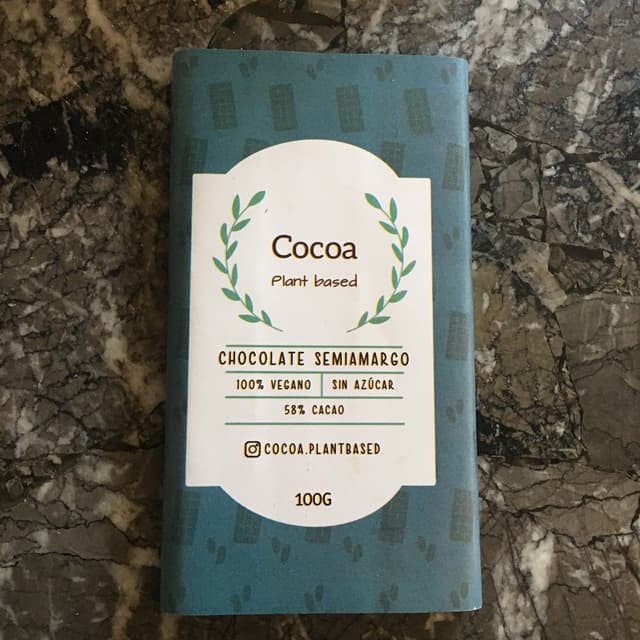 Cocoa
Plant based
CHOCOLATE SEMIAMARGO
100% VEGANO SIN AZÚCAR
58% CACAO
COCOA.PLANTBASED
100G